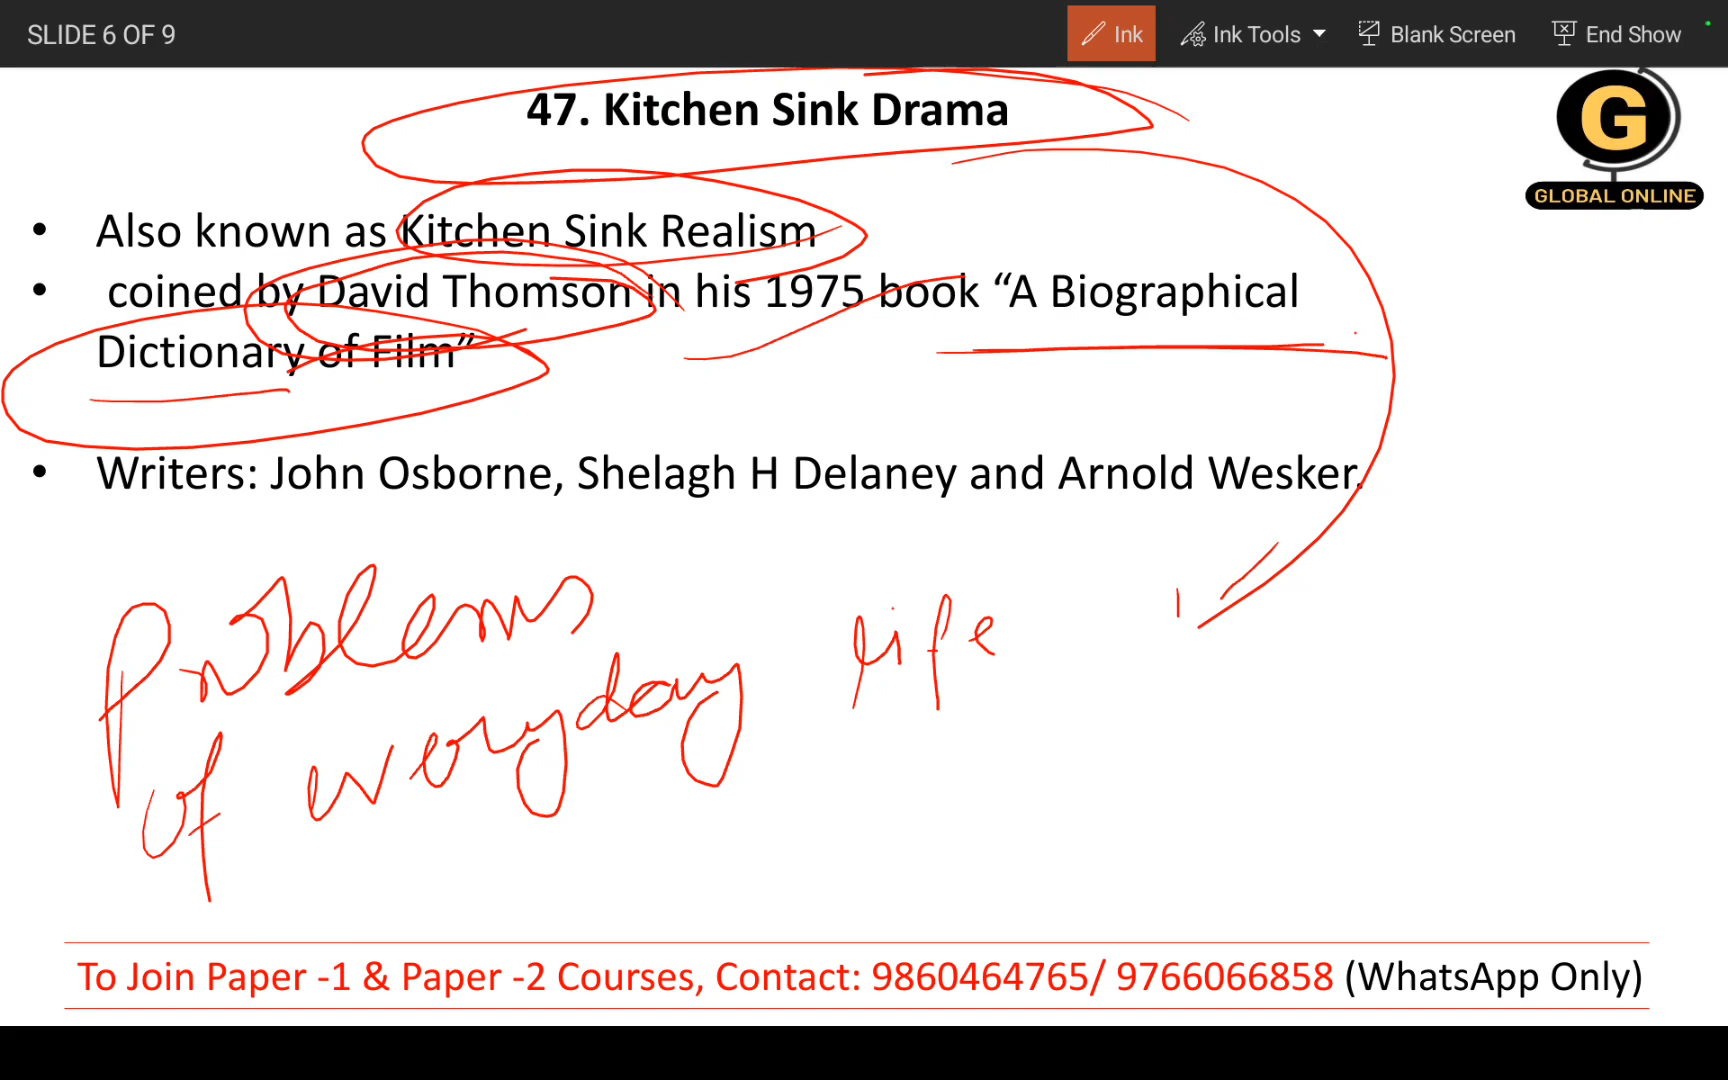 SLIDE 6 OF 9
Ink
Ink Tools
Blank Screen
End Show
47. Kitchen Sink Drama
G
GLOBAL ONLINE
• Also known as Kitchen Sink Realism
• coined by David Thomson in his 1975 book “A Biographical
Dictionary of Film”
• Writers: John Osborne, Shelagh H Delaney and Arnold Wesker.
Problems
of everyday life
To Join Paper -1 & Paper -2 Courses, Contact: 9860464765/ 9766066858 (WhatsApp Only)